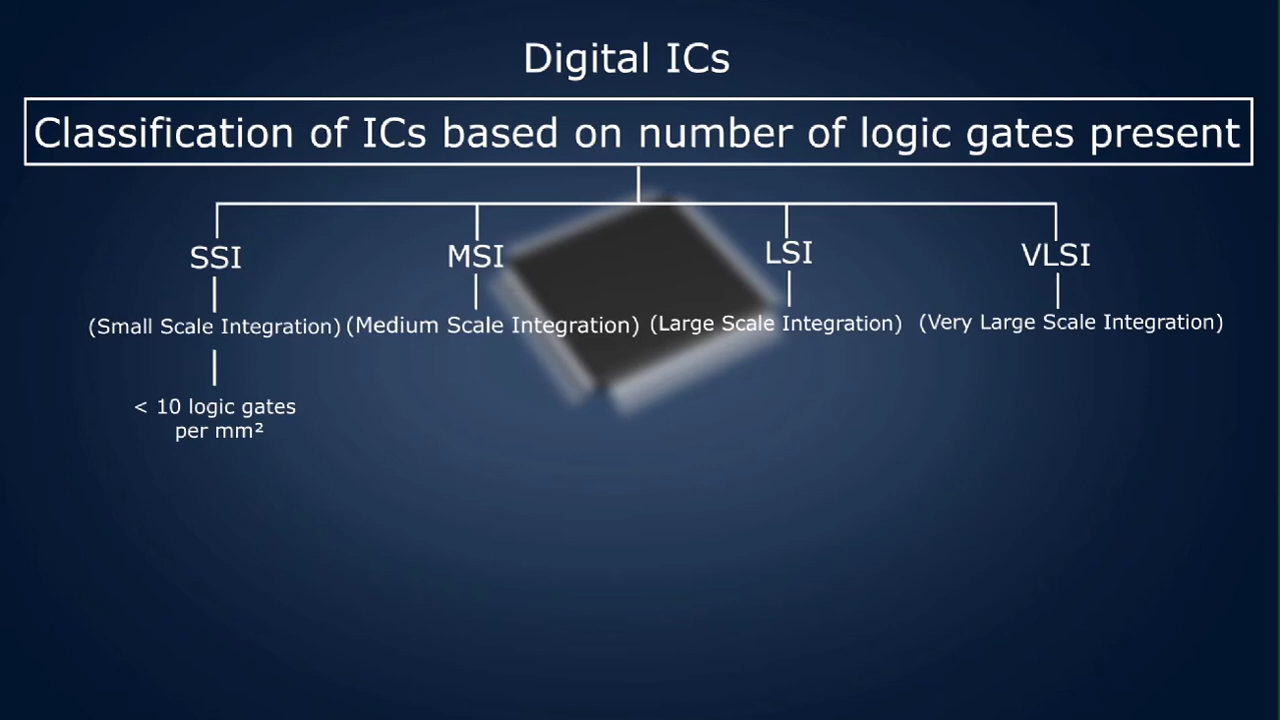 Digital ICs
Classification of ICs based on number of logic gates present
SSI
MSI
LSI
VLSI
(Small Scale Integration)
(Medium Scale Integration)
(Large Scale Integration)
(Very Large Scale Integration)
< 10 logic gates
per mm²